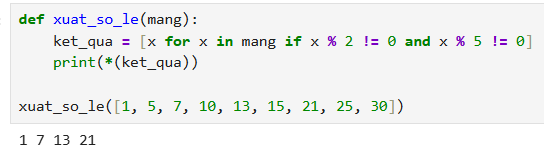 def xuat_so_le(mang):
    ket_qua = [x for x in mang if x % 2 != 0 and x % 5 != 0]
    print(*(ket_qua))
xuat_so_le([1, 5, 7, 10, 13, 15, 21, 25, 30])
1 7 13 21